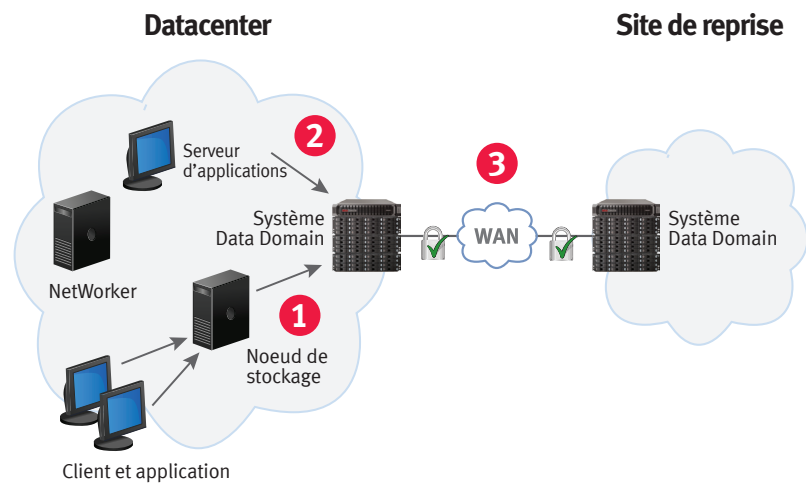 Datacenter
Site de reprise
2
Serveur
d'applications
3
Système
Data Domain
WAN
Système
Data Domain
NetWorker
1
Noeud de
stockage
Client et application